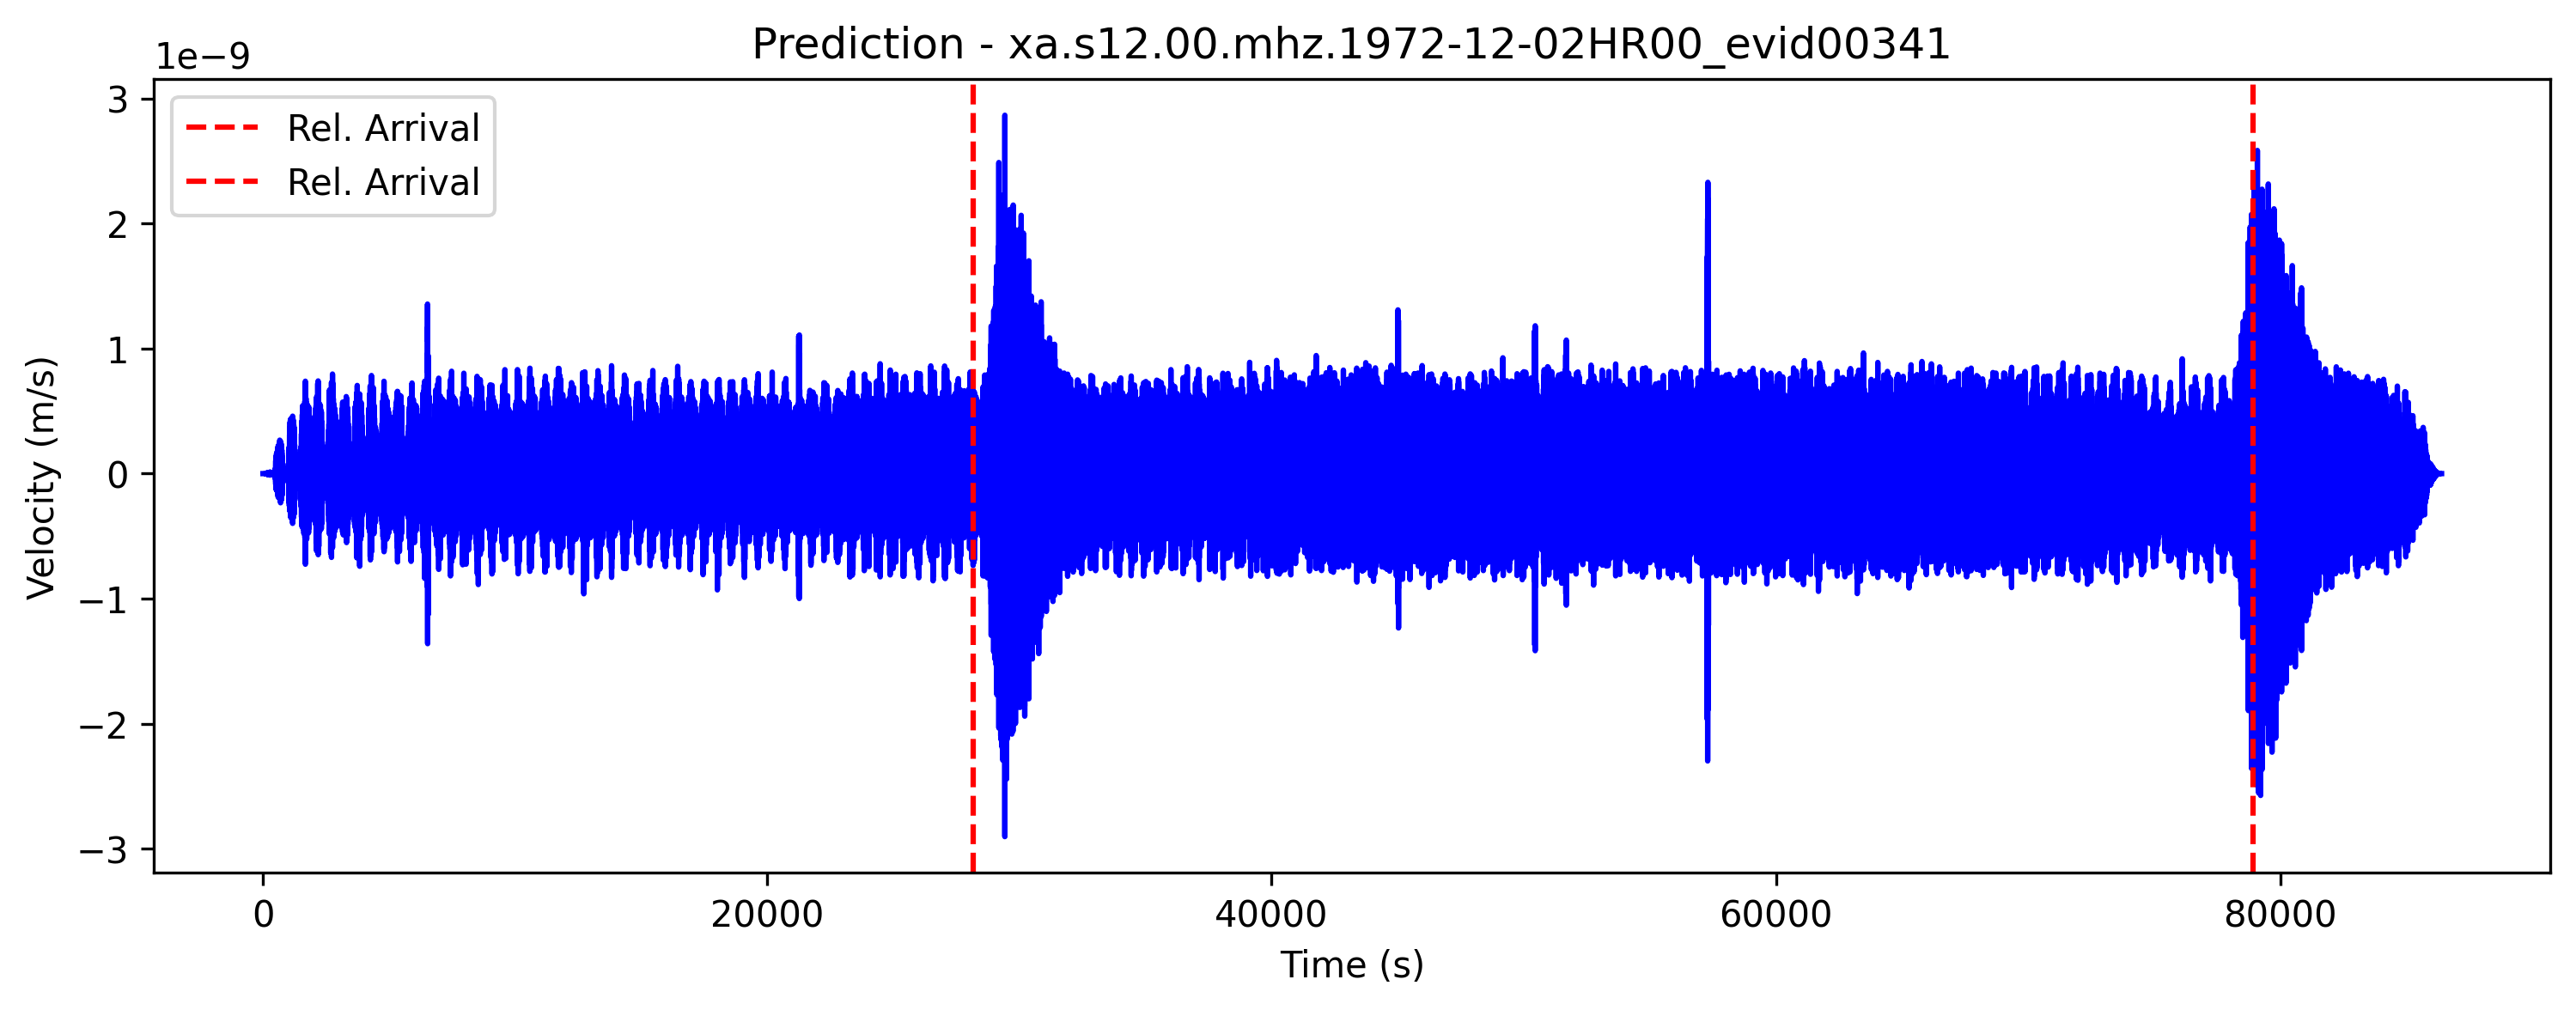 Prediction - xa.s12.00.mhz.1972-12-02HR00_evid00341
1e−9
Rel. Arrival
Rel. Arrival
3
2
1
0
−1
−2
−3
Velocity (m/s)
0 20000 40000 60000 80000
Time (s)